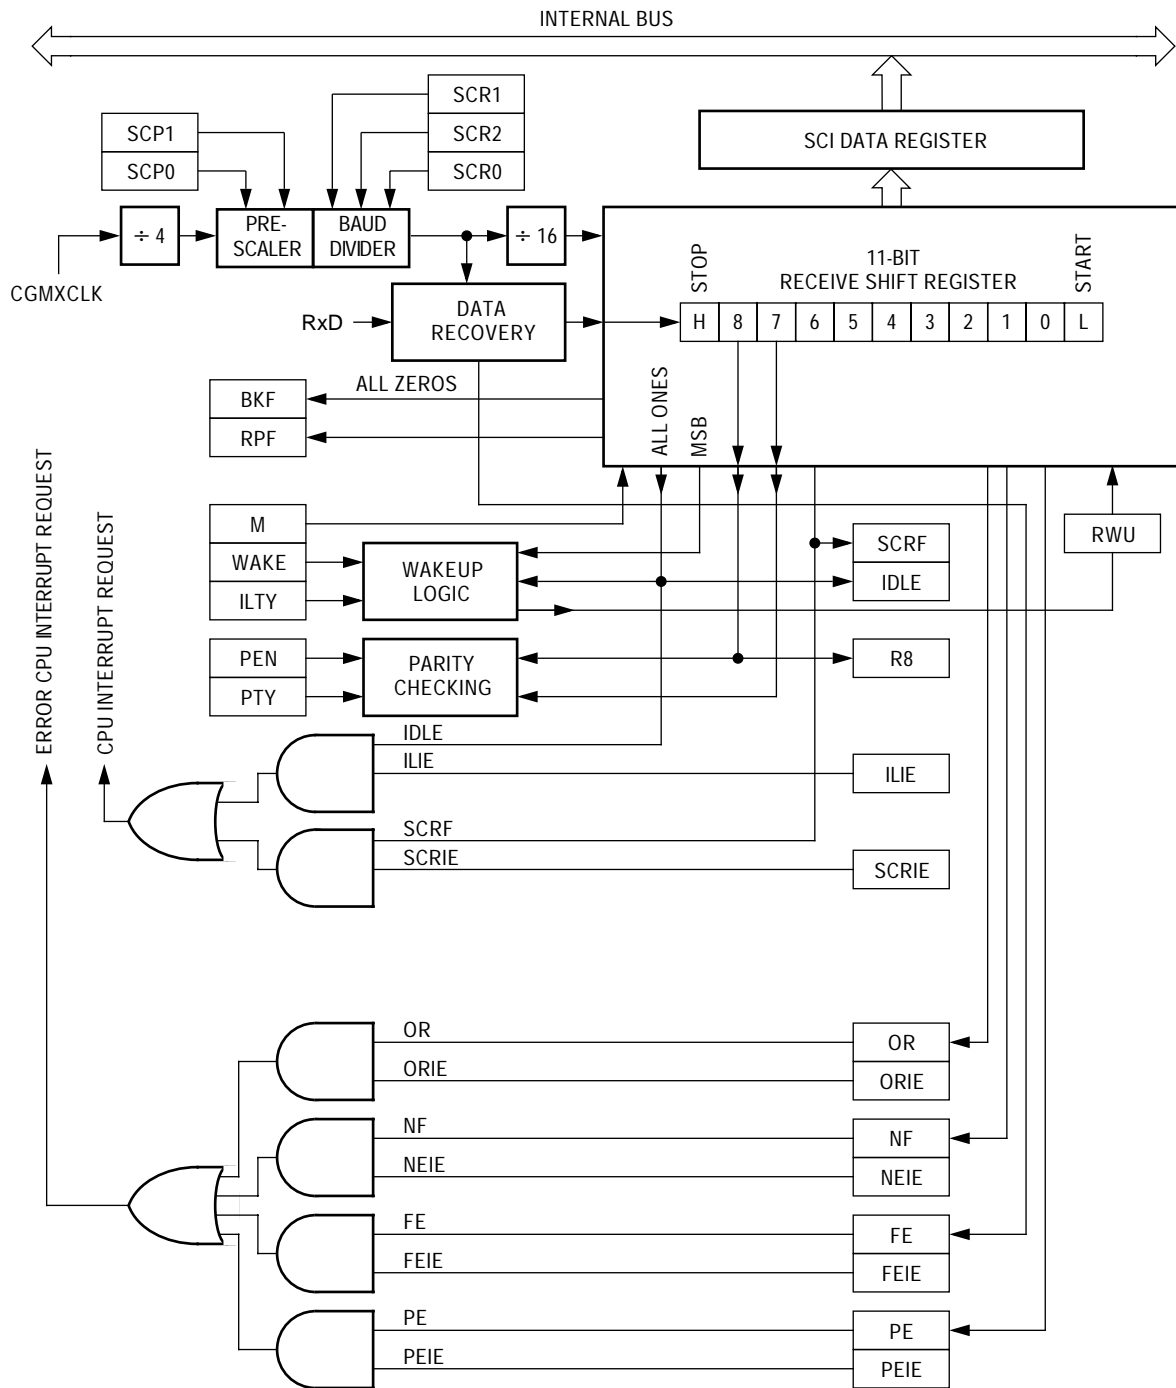 INTERNAL BUS
SCR1
SCR2
SCR0
SCP1
SCP0
SCI DATA REGISTER
÷ 4
PRE-
SCALER
BAUD
DIVIDER
÷ 16
CGMXCLK
RxD
DATA
RECOVERY
STOP
11-BIT
RECEIVE SHIFT REGISTER
START
H 8 7 6 5 4 3 2 1 0 L
ALL ZEROS
BKF
RPF
ALL ONES
MSB
ERROR CPU INTERRUPT REQUEST
CPU INTERRUPT REQUEST
M
WAKE
ILTY
WAKEUP
LOGIC
SCRF
IDLE
RWU
PEN
PTY
PARITY
CHECKING
R8
IDLE
ILIE
ILIE
SCRF
SCRIE
SCRIE
OR
ORIE
OR
ORIE
NF
NEIE
NF
NEIE
FE
FEIE
FE
FEIE
PE
PEIE
PE
PEIE